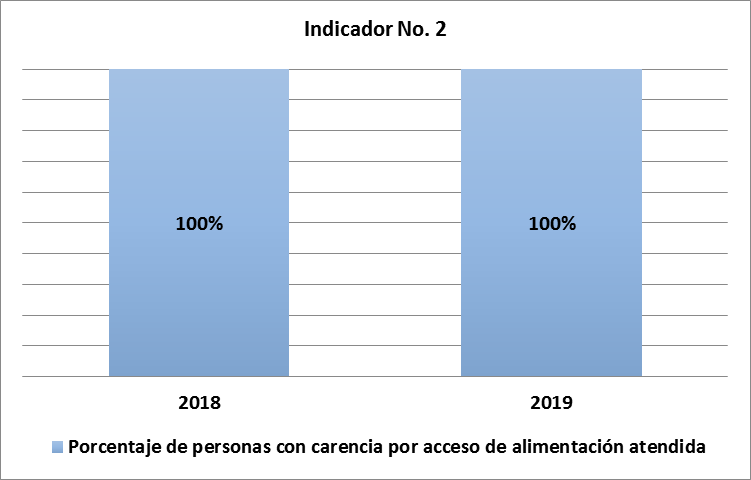 Indicador No. 2
100%
100%
2018
2019
Porcentaje de personas con carencia por acceso de alimentación atendida